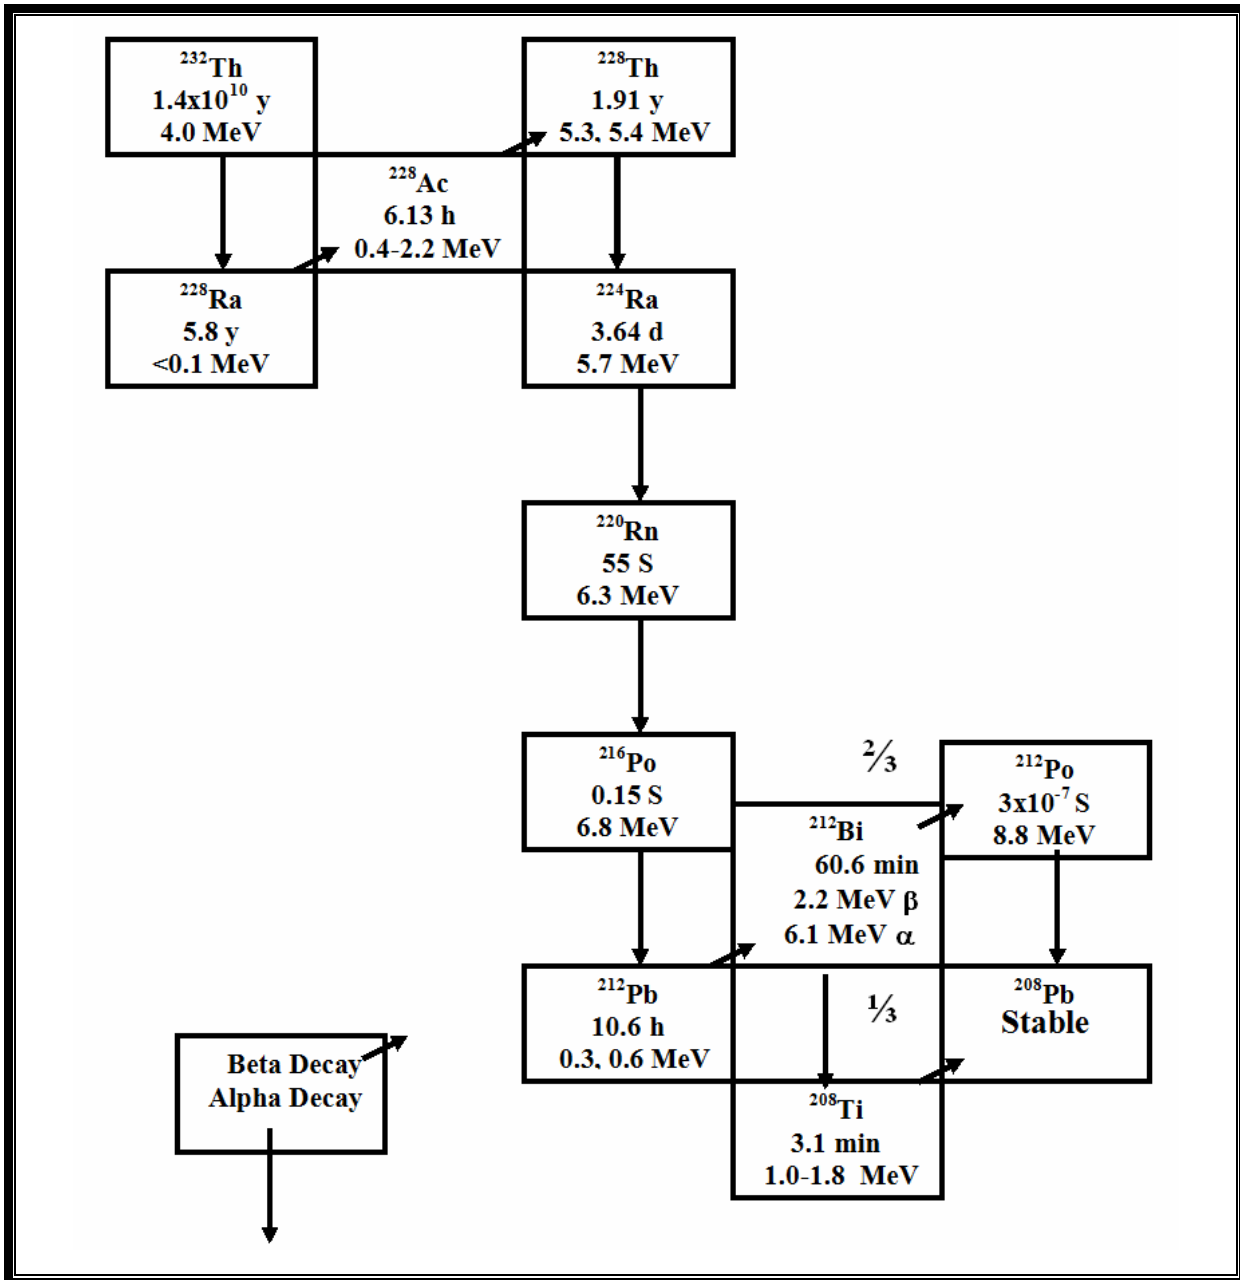 ²³²Th
1.4x10¹⁰ y
4.0 MeV
²²⁸Th
1.91 y
5.3, 5.4 MeV
²²⁸Ac
6.13 h
0.4-2.2 MeV
²²⁸Ra
5.8 y
<0.1 MeV
²²⁴Ra
3.64 d
5.7 MeV
²²⁰Rn
55 S
6.3 MeV
²¹⁶Po
0.15 S
6.8 MeV
⅔
²¹²Po
3x10⁻⁷ S
8.8 MeV
²¹²Bi
60.6 min
2.2 MeV β
6.1 MeV α
²¹²Pb
10.6 h
0.3, 0.6 MeV
⅓
²⁰⁸Pb
Stable
²⁰⁸Ti
3.1 min
1.0-1.8 MeV
Beta Decay
Alpha Decay